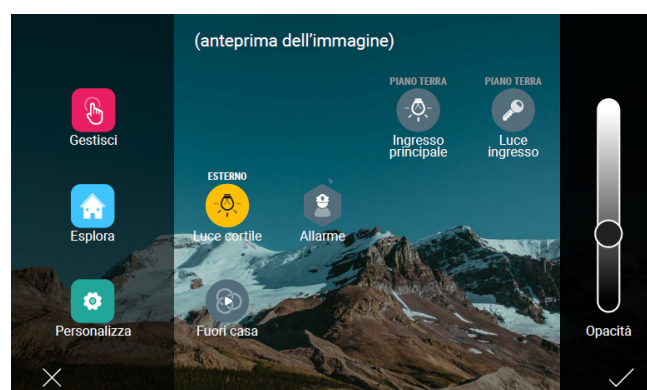 (anteprima dell'immagine)
PIANO TERRA
PIANO TERRA
Gestisci
Ingresso
principale
Luce
ingresso
ESTERNO
Esplora
Luce cortile
Allarme
Personalizza
Fuori casa
Opacità